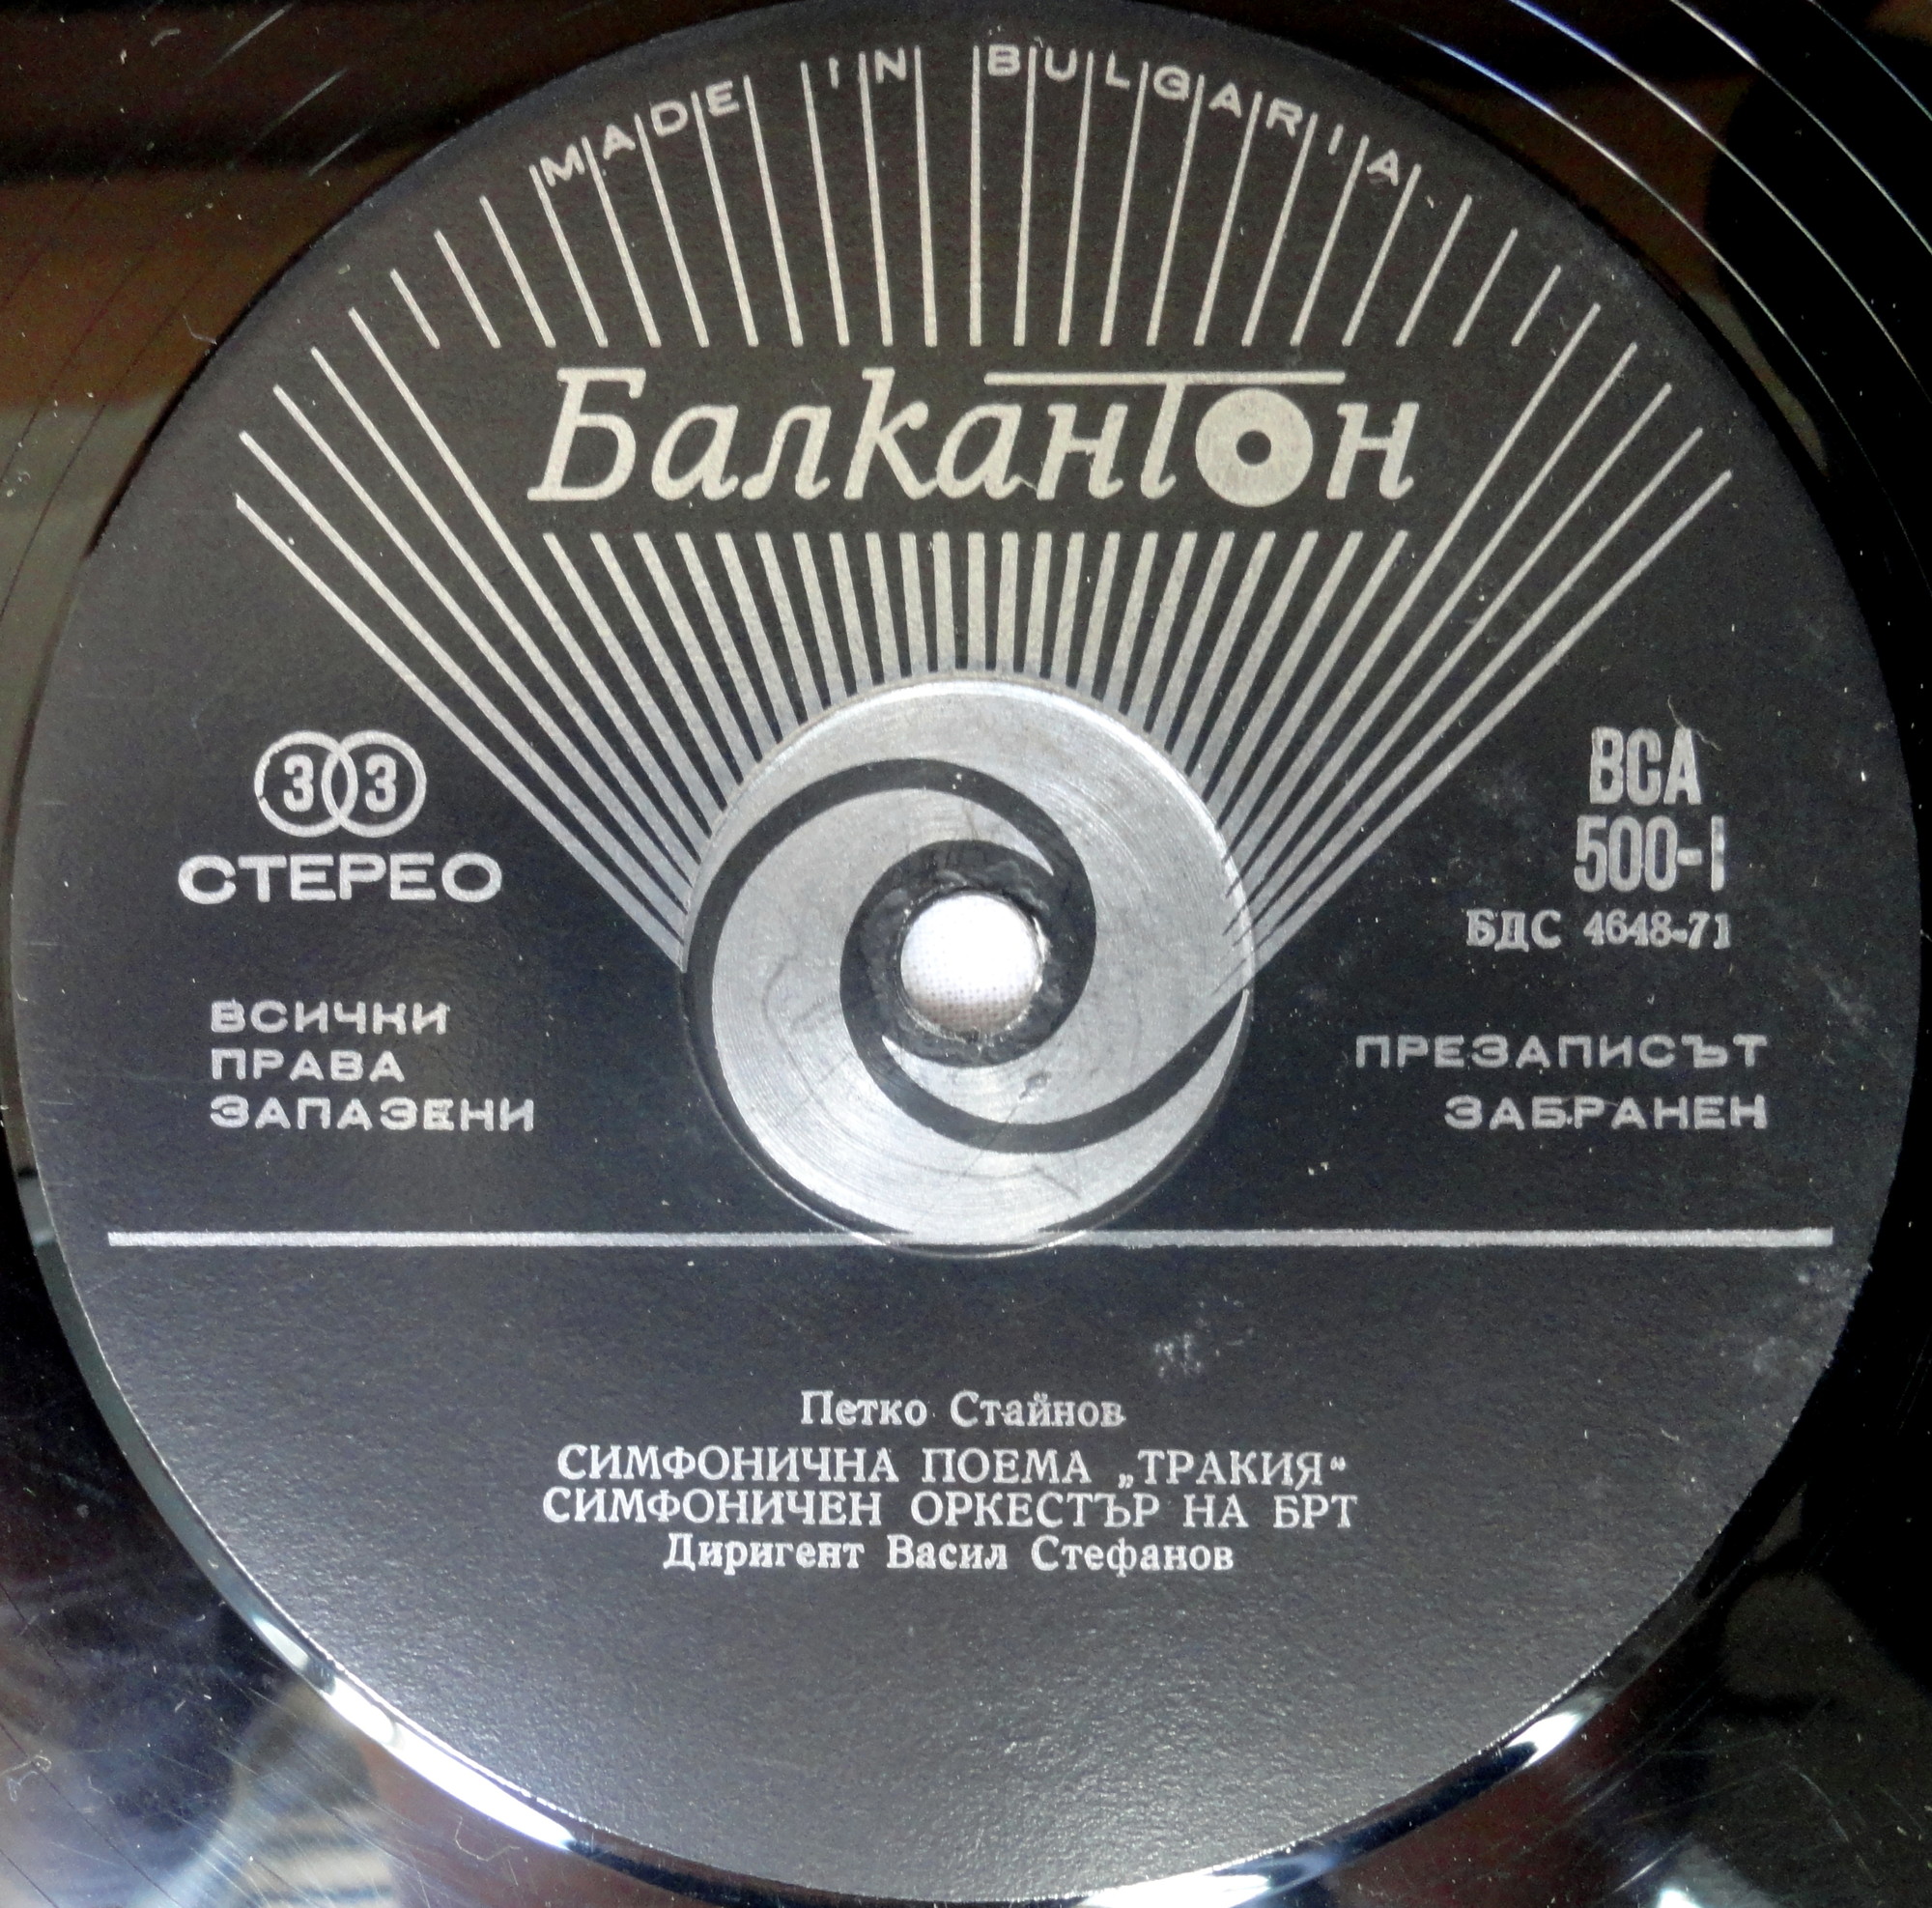 MADE IN BULGARIA
Балкантон
33
СТЕРЕО
ВСА
500-I
БДС 4648-71
ВСИЧКИ
ПРАВА
ЗАПАЗЕНИ
ПРЕЗАПИСЪТ
ЗАБРАНЕН
Петко Стайнов
СИМФОНИЧНА ПОЕМА „ТРАКИЯ“
СИМФОНИЧЕН ОРКЕСТЪР НА БРТ
Диригент Васил Стефанов